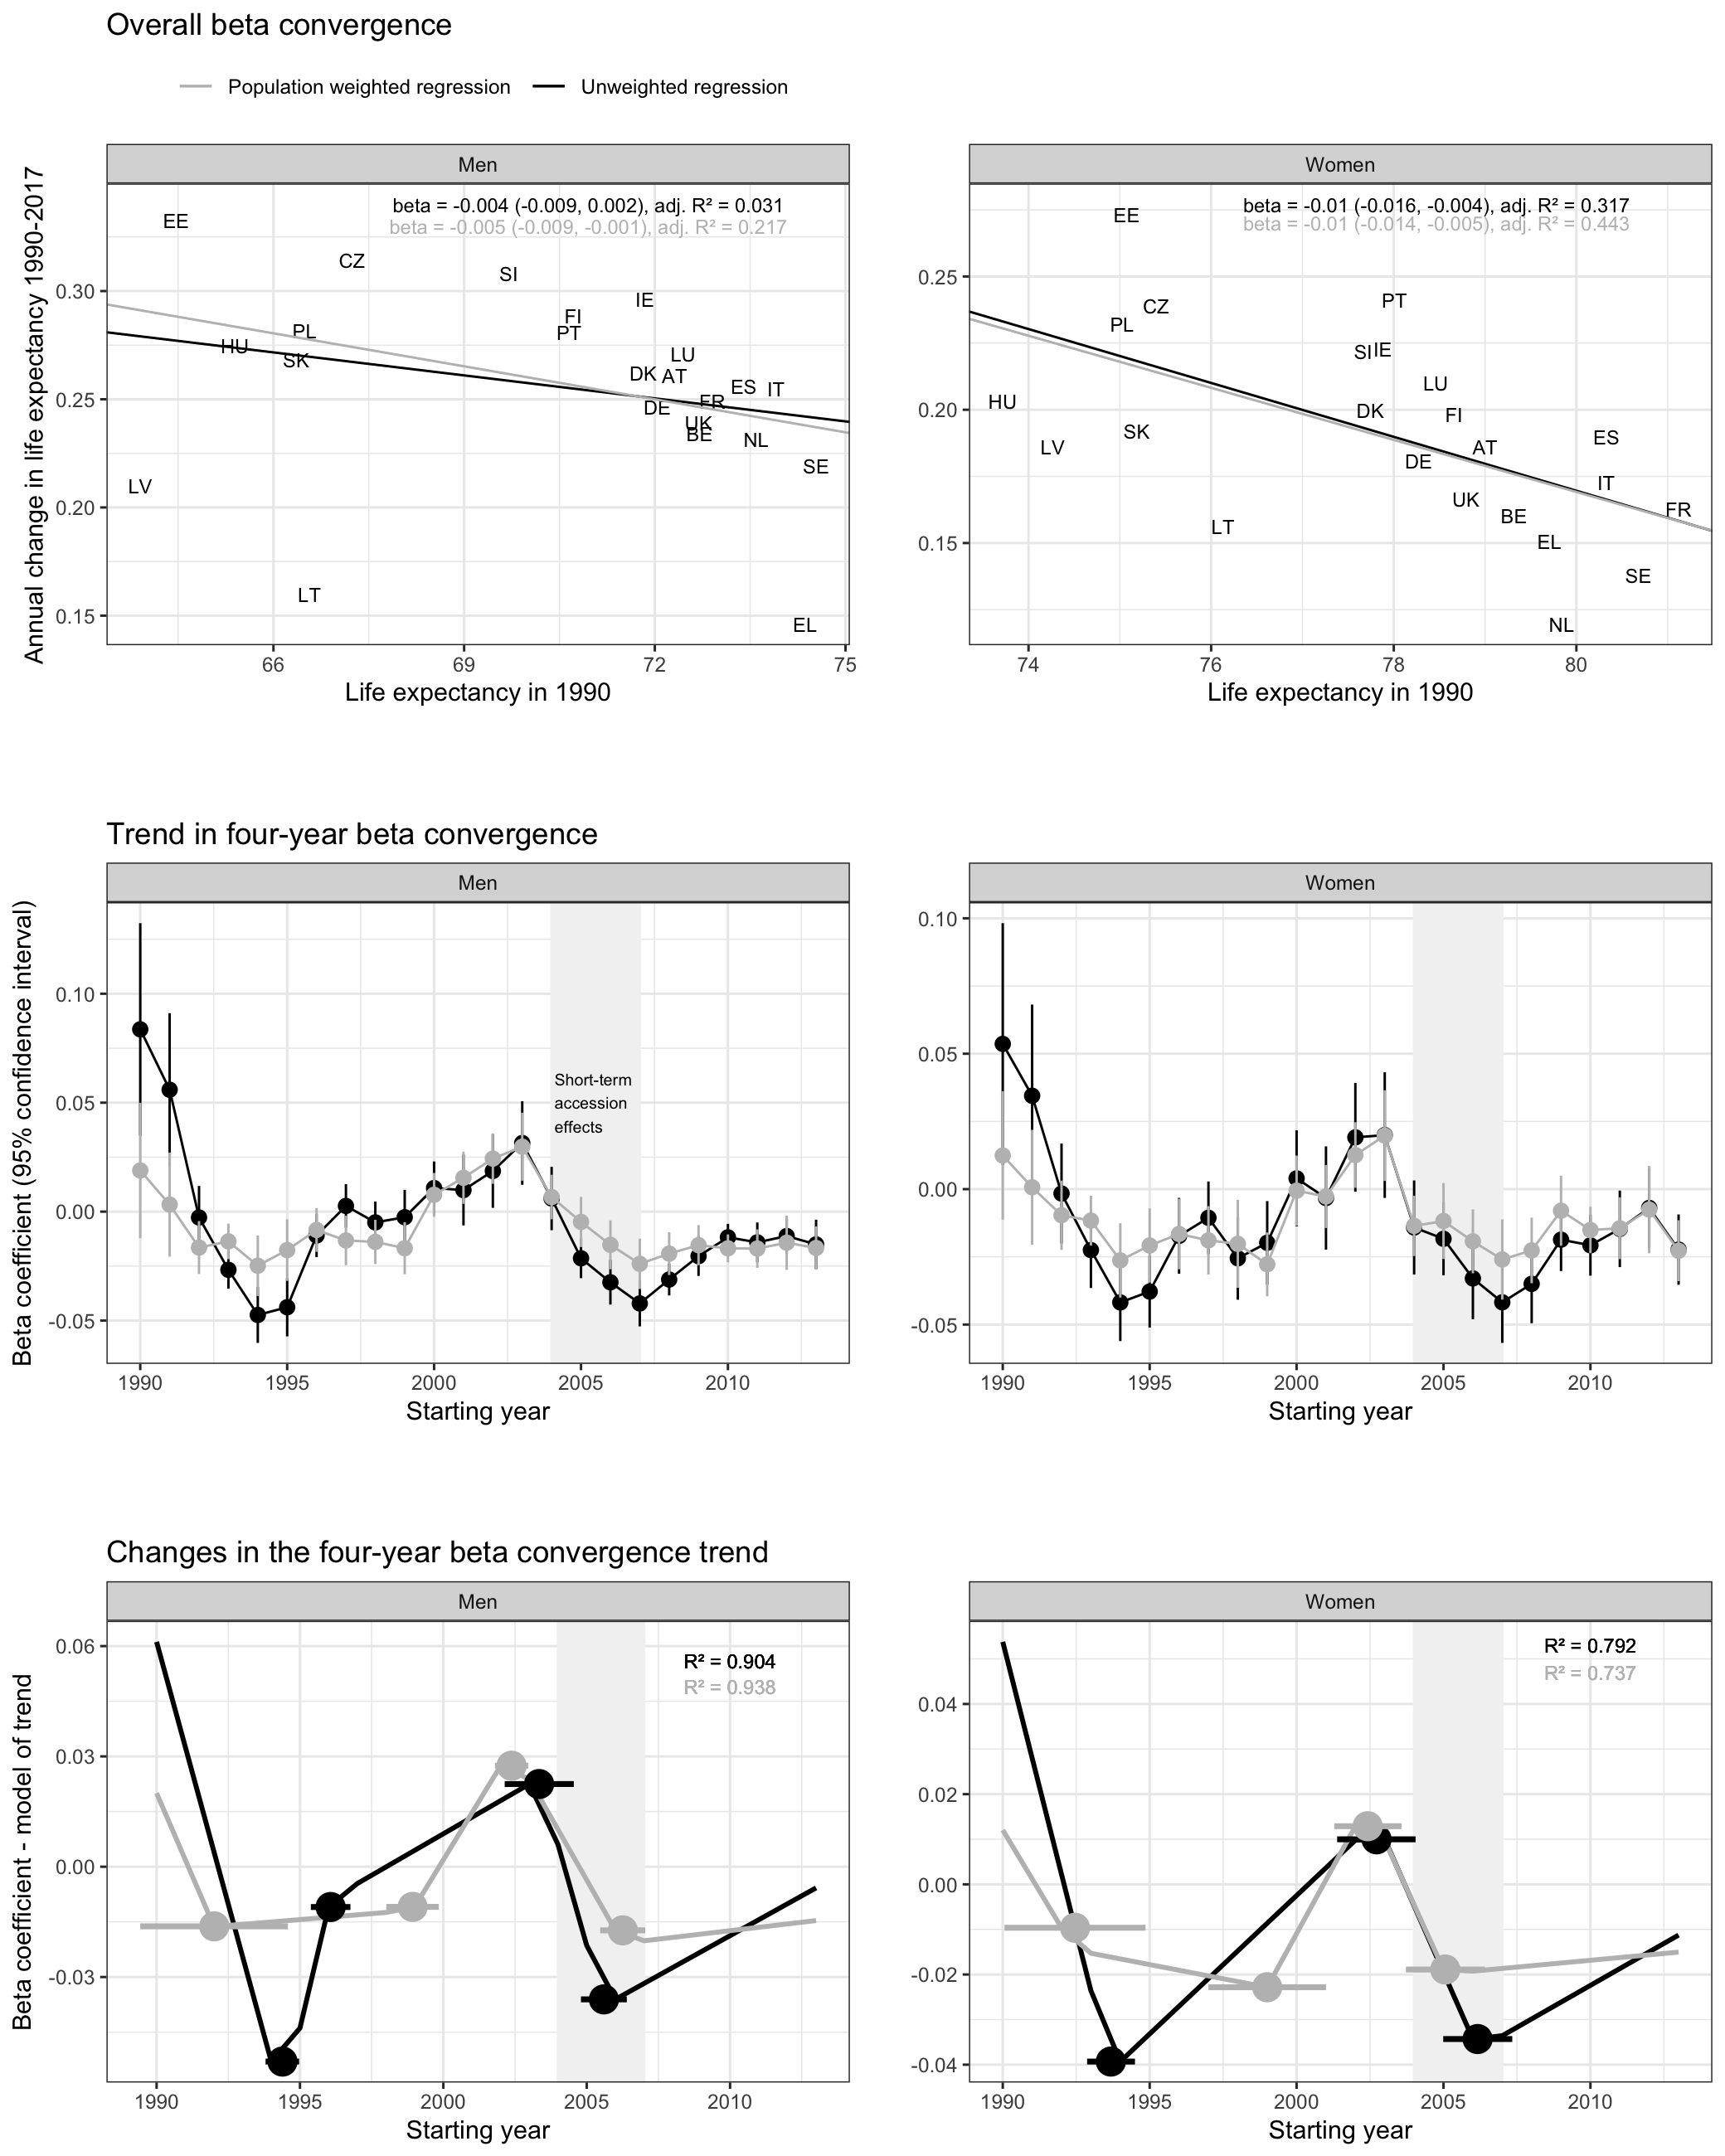 Overall beta convergence
Population weighted regression
Unweighted regression
Men
Women
Annual change in life expectancy 1990-2017
beta = -0.004 (-0.009, 0.002), adj. R² = 0.031
beta = -0.005 (-0.009, -0.001), adj. R² = 0.217
EE
CZ
SI
IE
FI
PT
PL
HU
SK
LU
DK
AT
ES
IT
FR
DE
UK
BE
NL
SE
LV
LT
EL
0.30
0.25
0.20
0.15
66
69
72
75
Life expectancy in 1990
beta = -0.01 (-0.016, -0.004), adj. R² = 0.317
beta = -0.01 (-0.014, -0.005), adj. R² = 0.443
EE
PT
CZ
PL
SI
IE
LU
HU
DK
FI
SK
LV
AT
ES
DE
IT
UK
FR
BE
LT
EL
SE
NL
0.25
0.20
0.15
74
76
78
80
Life expectancy in 1990
Trend in four-year beta convergence
Men
Women
Beta coefficient (95% confidence interval)
0.10
0.05
0.00
-0.05
Short-term
accession
effects
1990
1995
2000
2005
2010
Starting year
0.10
0.05
0.00
-0.05
1990
1995
2000
2005
2010
Starting year
Changes in the four-year beta convergence trend
Men
Women
Beta coefficient - model of trend
0.06
0.03
0.00
-0.03
R² = 0.904
R² = 0.938
1990
1995
2000
2005
2010
Starting year
0.04
0.02
0.00
-0.02
-0.04
R² = 0.792
R² = 0.737
1990
1995
2000
2005
2010
Starting year